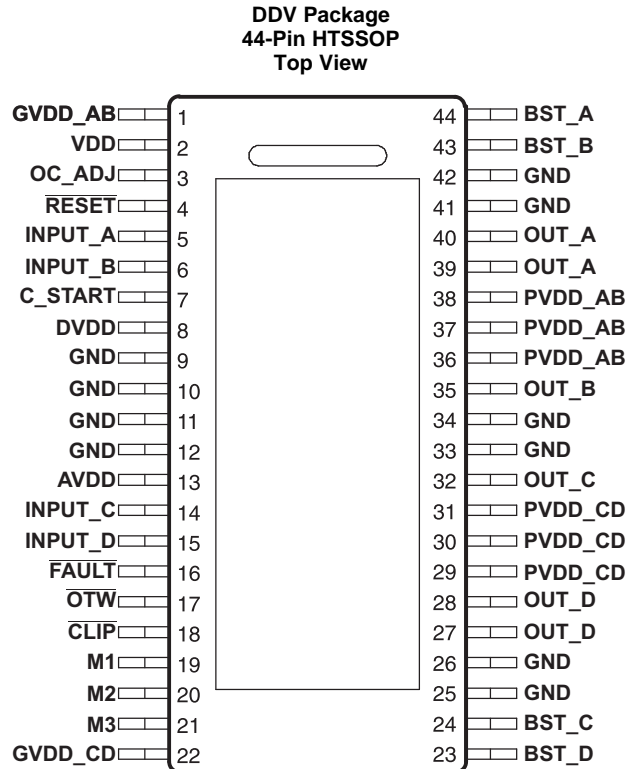 DDV Package
44-Pin HTSSOP
Top View
GVDD_AB 1 44 BST_A
VDD 2 43 BST_B
OC_ADJ 3 42 GND
RESET 4 41 GND
INPUT_A 5 40 OUT_A
INPUT_B 6 39 OUT_A
C_START 7 38 PVDD_AB
DVDD 8 37 PVDD_AB
GND 9 36 PVDD_AB
GND 10 35 OUT_B
GND 11 34 GND
GND 12 33 GND
AVDD 13 32 OUT_C
INPUT_C 14 31 PVDD_CD
INPUT_D 15 30 PVDD_CD
FAULT 16 29 PVDD_CD
OTW 17 28 OUT_D
CLIP 18 27 OUT_D
M1 19 26 GND
M2 20 25 GND
M3 21 24 BST_C
GVDD_CD 22 23 BST_D